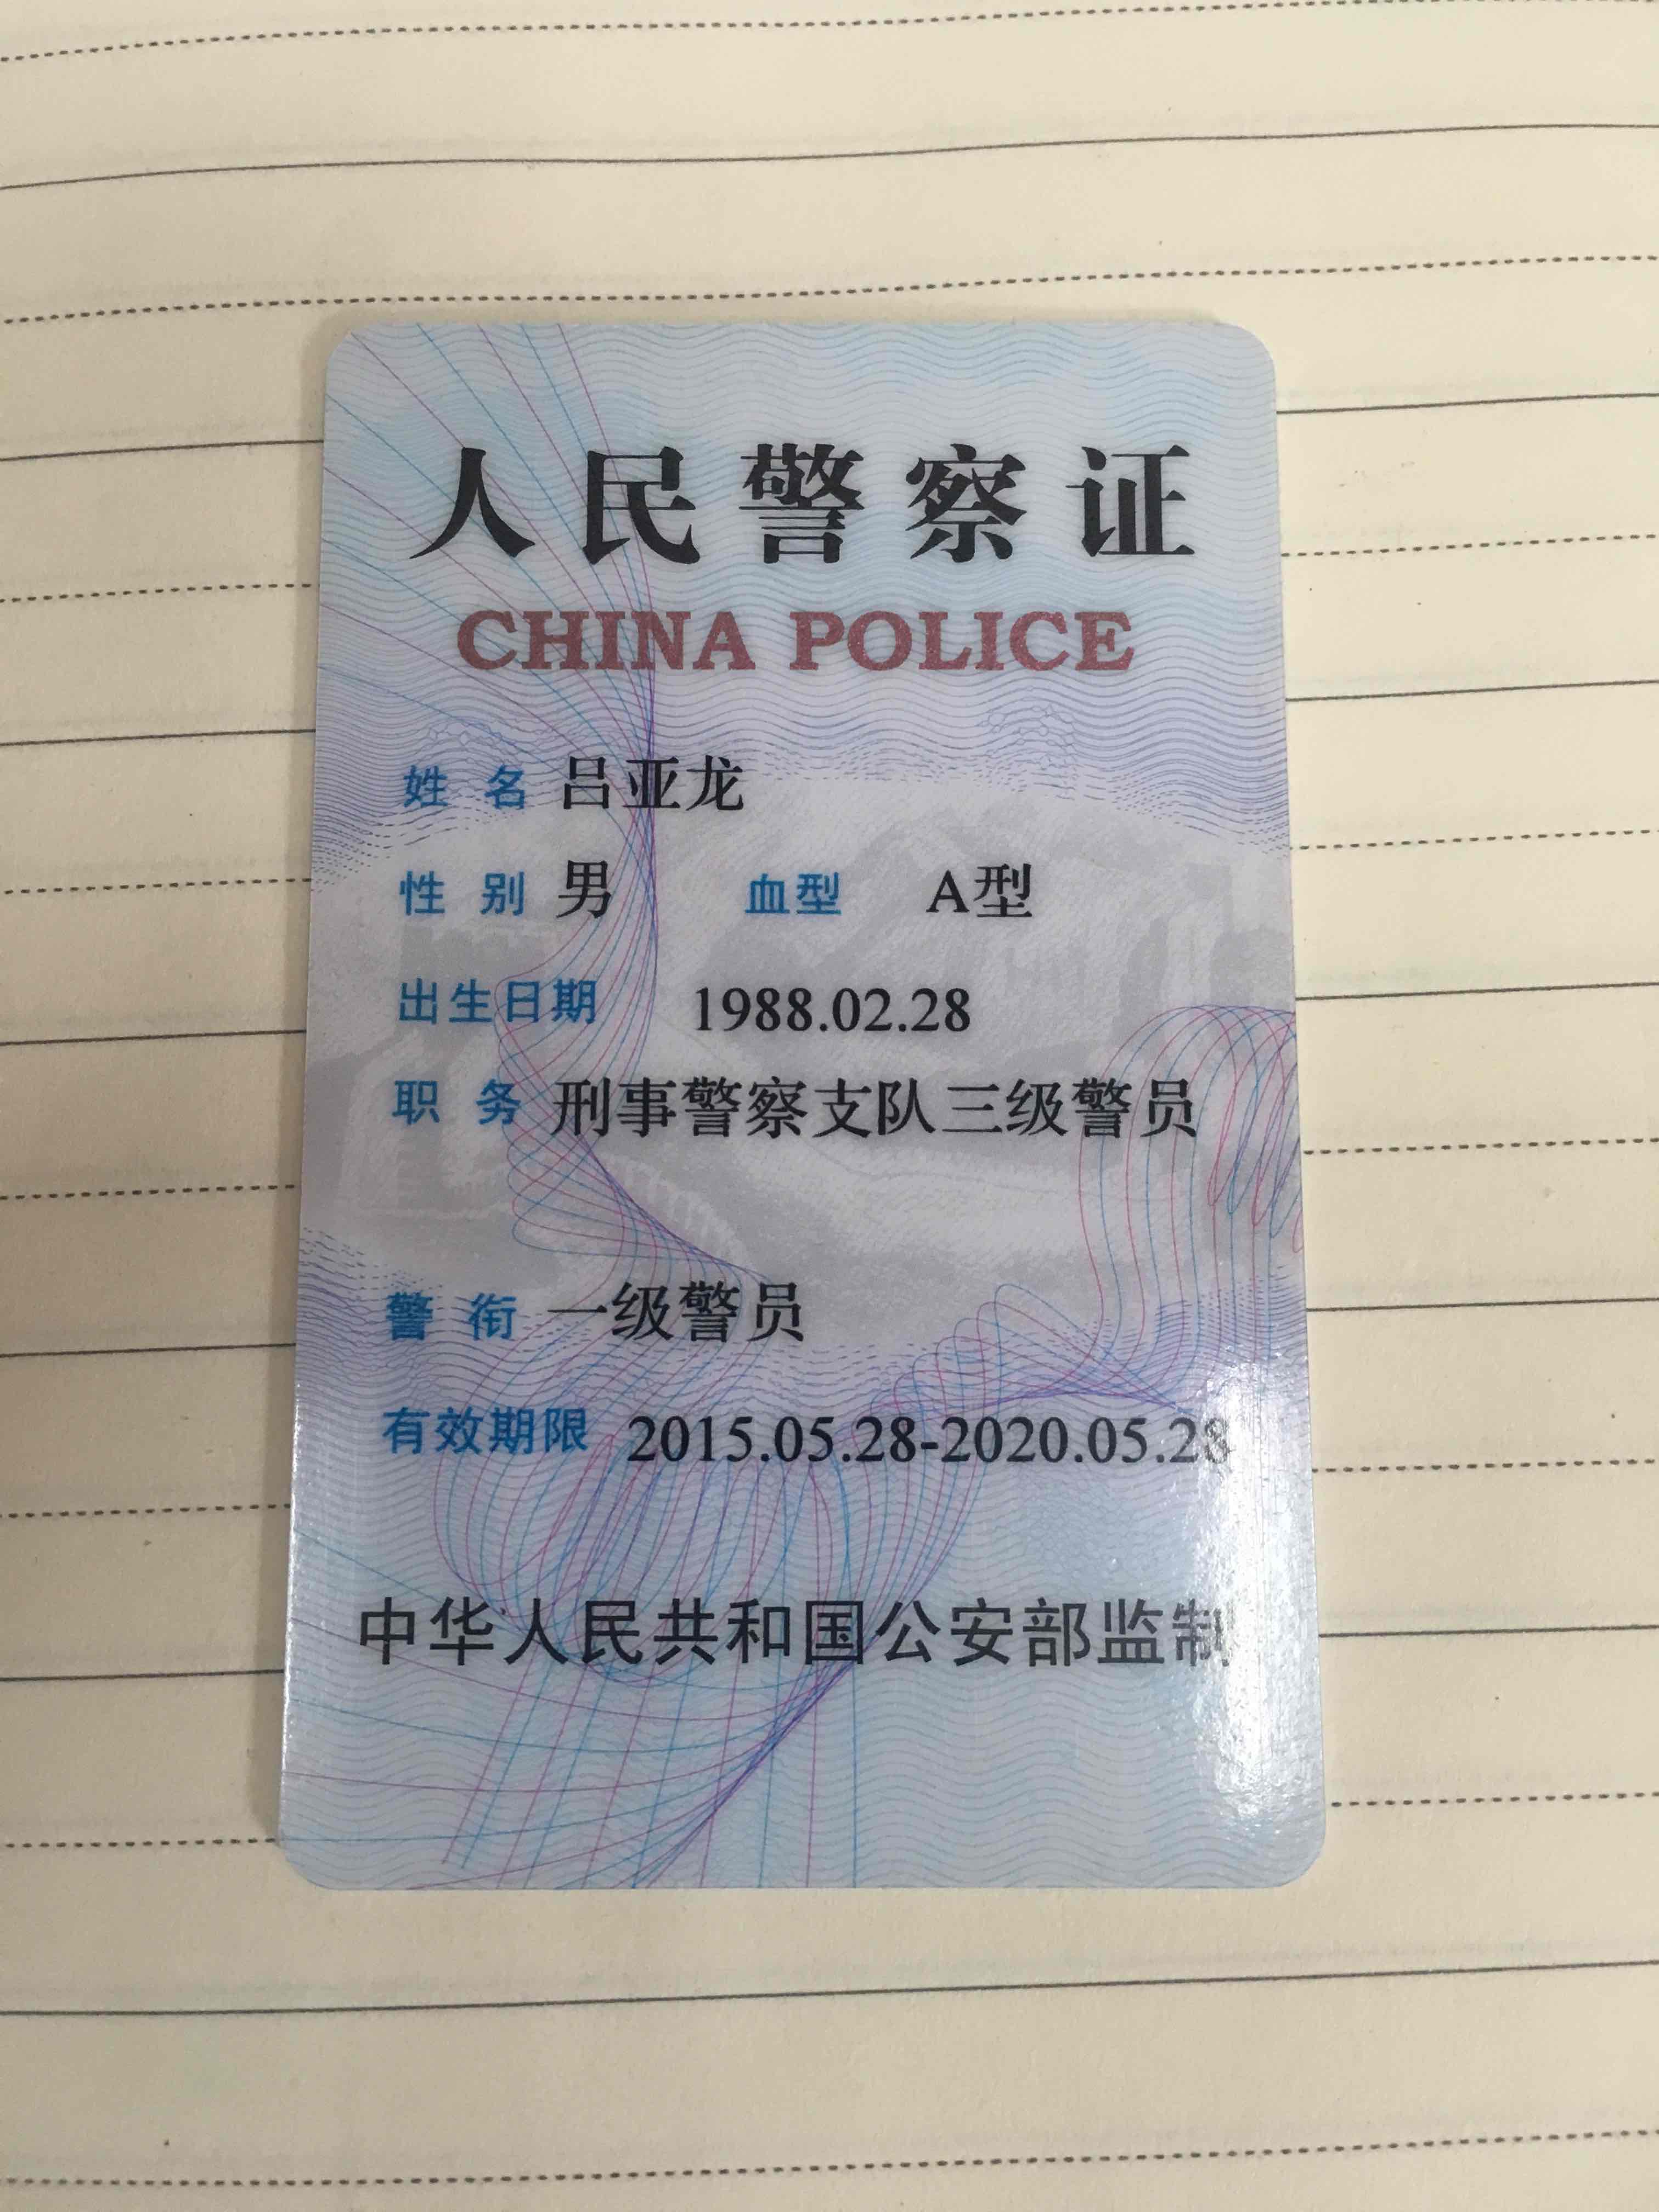 人民警察证
CHINA POLICE
姓 名 吕亚龙
性 别 男 血型 A型
出生日期 1988.02.28
职 务 刑事警察支队三级警员
警 衔 一级警员
有效期限 2015.05.28-2020.05.28
中华人民共和国公安部监制